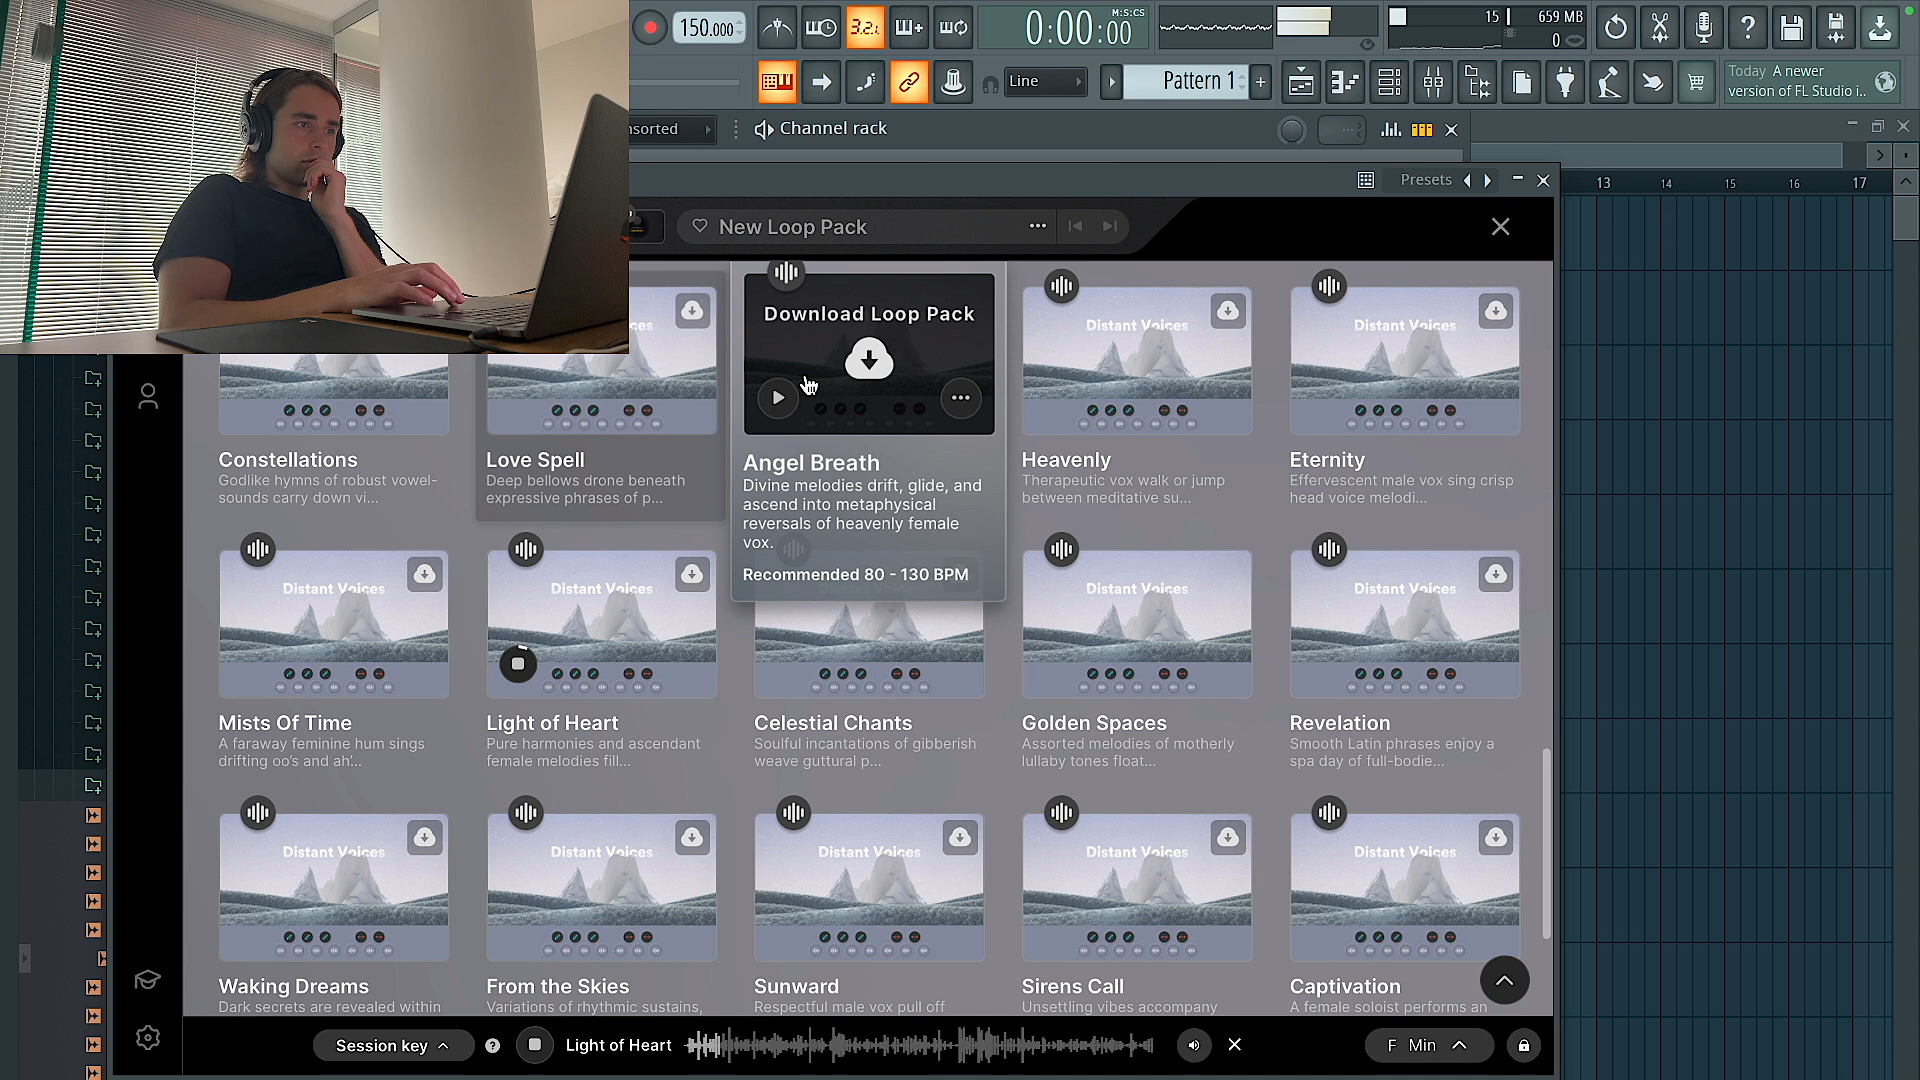 150.000
3.2.
0:00:00
M:S:CS
15
659 MB
0
Line
Pattern 1
Today A newer
version of FL Studio i..
nsorted
Channel rack
Presets
13
14
15
16
17
New Loop Pack
Download Loop Pack
Distant Voices
Distant Voices
Constellations
Godlike hymns of robust vowel-
sounds carry down vi...
Love Spell
Deep bellows drone beneath
expressive phrases of p...
Angel Breath
Divine melodies drift, glide, and
ascend into metaphysical
reversals of heavenly female
vox.
Recommended 80 - 130 BPM
Heavenly
Therapeutic vox walk or jump
between meditative su...
Eternity
Effervescent male vox sing crisp
head voice melodi...
Distant Voices
Distant Voices
Distant Voices
Distant Voices
Mists Of Time
A faraway feminine hum sings
drifting oo's and ah'...
Light of Heart
Pure harmonies and ascendant
female melodies fill...
Celestial Chants
Soulful incantations of gibberish
weave guttural p...
Golden Spaces
Assorted melodies of motherly
lullaby tones float...
Revelation
Smooth Latin phrases enjoy a
spa day of full-bodie...
Distant Voices
Distant Voices
Distant Voices
Distant Voices
Distant Voices
Waking Dreams
Dark secrets are revealed within
From the Skies
Variations of rhythmic sustains,
Sunward
Respectful male vox pull off
Sirens Call
Unsettling vibes accompany
Captivation
A female soloist performs an
Session key
Light of Heart
F Min